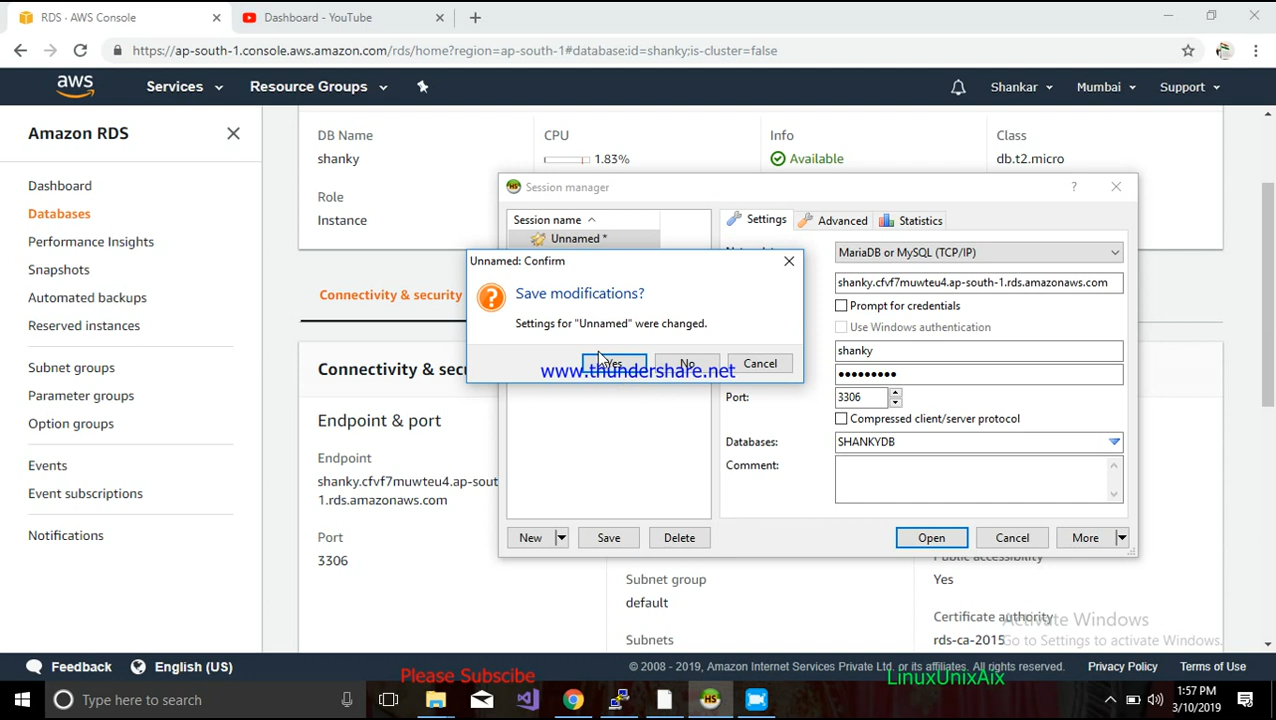 RDS · AWS Console
Dashboard - YouTube
https://ap-south-1.console.aws.amazon.com/rds/home?region=ap-south-1#database:id=shanky;is-cluster=false
aws
Services
Resource Groups
Shankar
Mumbai
Support
Amazon RDS
Dashboard
Databases
Performance Insights
Snapshots
Automated backups
Reserved instances
Subnet groups
Parameter groups
Option groups
Events
Event subscriptions
Notifications
DB Name
shanky
CPU
1.83%
Info
Available
Class
db.t2.micro
Role
Instance
Connectivity & security
Endpoint & port
Endpoint
shanky.cfvf7muwteu4.ap-sout
1.rds.amazonaws.com
Port
3306
Subnet group
default
Subnets
Public accessibility
Yes
Certificate authority
rds-ca-2015
HS Session manager
?
Session name
Unnamed *
Settings
Advanced
Statistics
MariaDB or MySQL (TCP/IP)
shanky.cfvf7muwteu4.ap-south-1.rds.amazonaws.com
Prompt for credentials
Use Windows authentication
shanky
●●●●●●●●●
Port:
3306
Compressed client/server protocol
Databases:
SHANKYDB
Comment:
New
Save
Delete
Open
Cancel
More
Unnamed: Confirm
Save modifications?
Settings for "Unnamed" were changed.
Yes
No
Cancel
www.thundershare.net
Activate Windows
Go to Settings to activate Windows.
Feedback
English (US)
© 2008 - 2019, Amazon Internet Services Private Ltd. or its affiliates. All rights reserved.
Privacy Policy
Terms of Use
Please Subscibe
LinuxUnixAix
Type here to search
HS
1:57 PM
3/10/2019